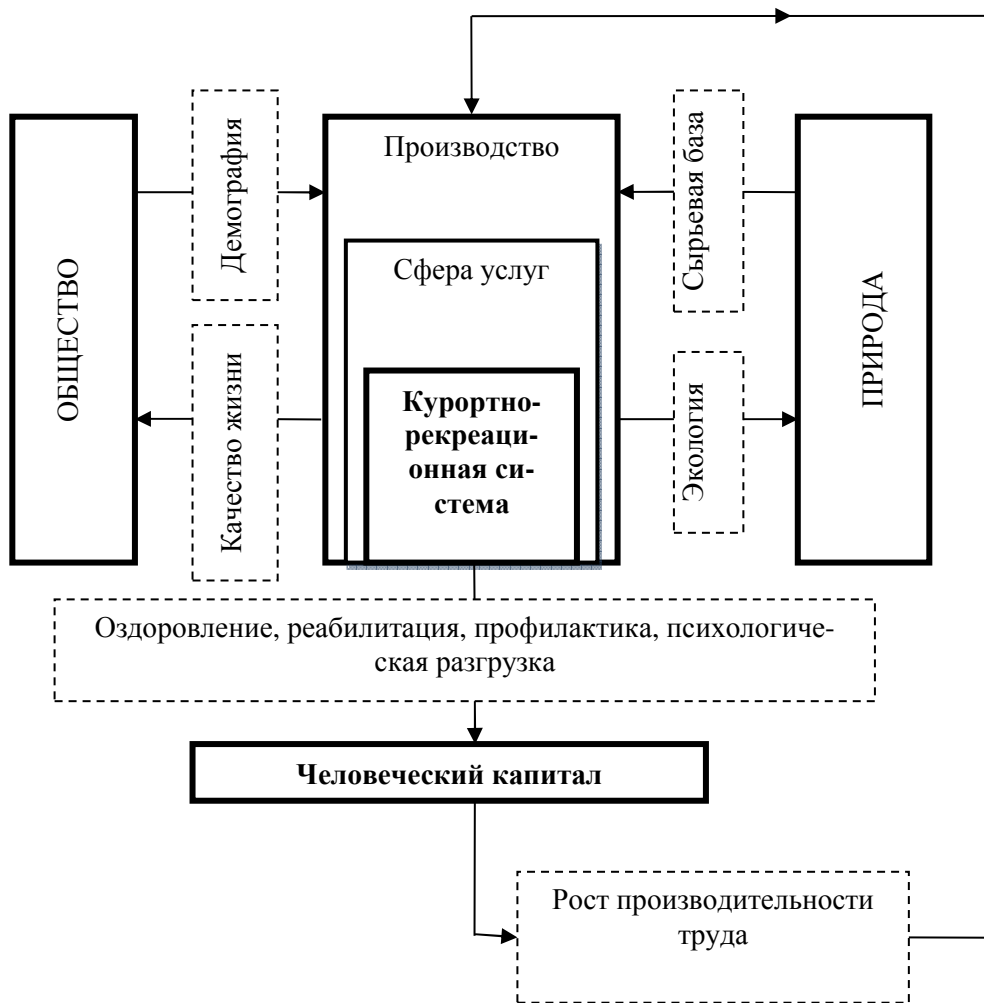 ОБЩЕСТВО
Демография
Качество жизни
Производство
Сфера услуг
Курортно-
рекреаци-
онная си-
стема
Сырьевая база
Экология
ПРИРОДА
Оздоровление, реабилитация, профилактика, психологиче-
ская разгрузка
Человеческий капитал
Рост производительности
труда